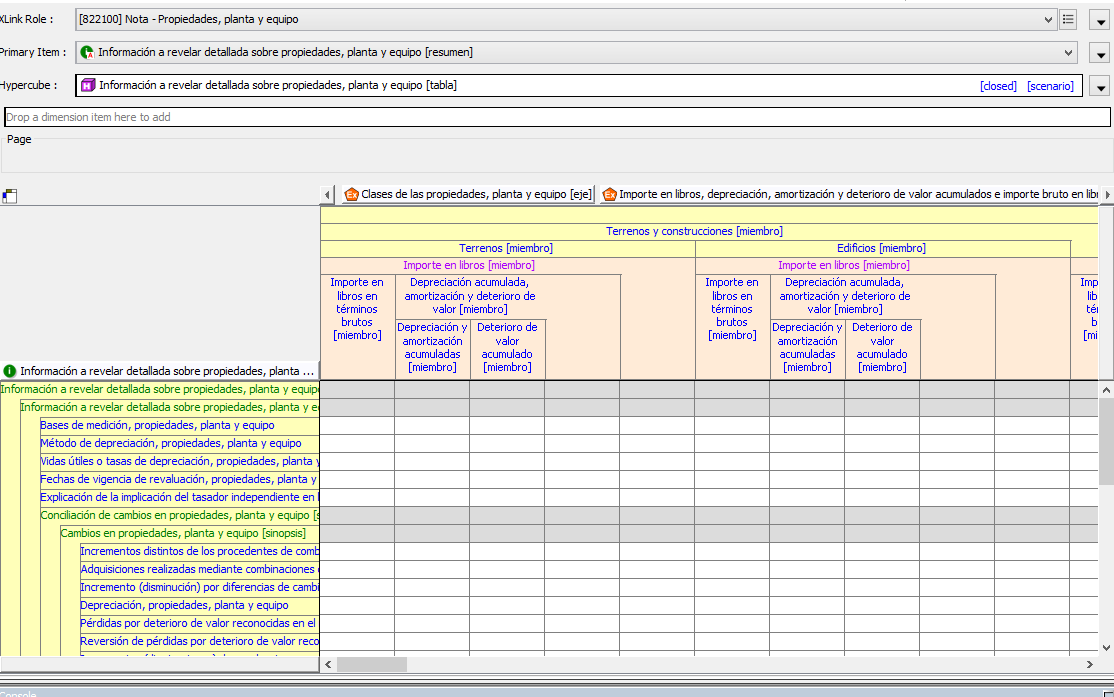 XLink Role :
[822100] Nota - Propiedades, planta y equipo
Primary Item :
Información a revelar detallada sobre propiedades, planta y equipo [resumen]
Hypercube :
Información a revelar detallada sobre propiedades, planta y equipo [tabla]
[closed] [scenario]
Drop a dimension item here to add
Page
Clases de las propiedades, planta y equipo [eje]
Importe en libros, depreciación, amortización y deterioro de valor acumulados e importe bruto en
Terrenos y construcciones [miembro]
Terrenos [miembro]
Edificios [miembro]
Importe en libros [miembro]
Importe en libros [miembro]
Importe en
libros en
términos
brutos
[miembro]
Depreciación acumulada,
amortización y deterioro de
valor [miembro]
Depreciación y
amortización
acumuladas
[miembro]
Deterioro de
valor
acumulado
[miembro]
Importe en
libros en
términos
brutos
[miembro]
Depreciación acumulada,
amortización y deterioro de
valor [miembro]
Depreciación y
amortización
acumuladas
[miembro]
Deterioro de
valor
acumulado
[miembro]
Información a revelar detallada sobre propiedades, planta ...
Información a revelar detallada sobre propiedades, planta y equipo
Información a revelar detallada sobre propiedades, planta y
Bases de medición, propiedades, planta y equipo
Método de depreciación, propiedades, planta y equipo
Vidas útiles o tasas de depreciación, propiedades, planta y
Fechas de vigencia de revaluación, propiedades, planta y
Explicación de la implicación del tasador independiente en
Conciliación de cambios en propiedades, planta y equipo
Cambios en propiedades, planta y equipo [sinopsis]
Incrementos distintos de los procedentes de
Adquisiciones realizadas mediante combinaciones
Incremento (disminución) por diferencias de
Depreciación, propiedades, planta y equipo
Pérdidas por deterioro de valor reconocidas en el
Reversión de pérdidas por deterioro de valor
Console